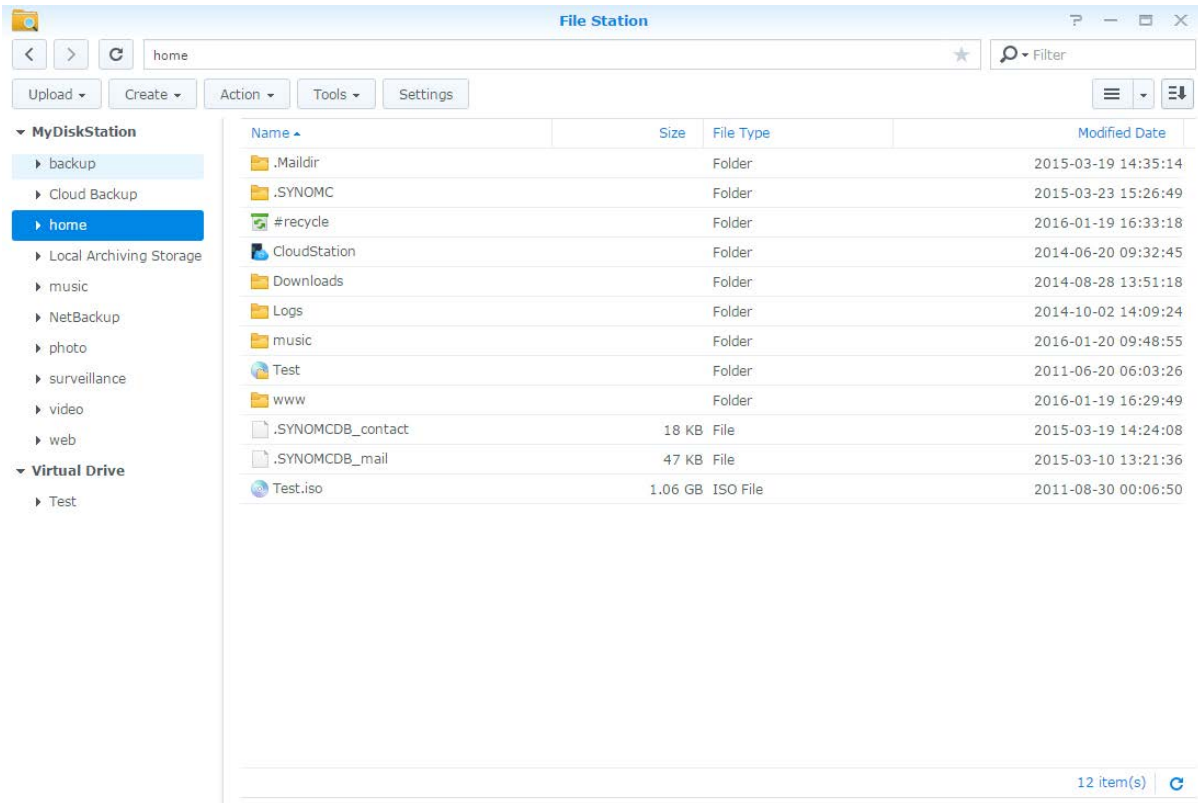 File Station
home
Filter
Upload Create Action Tools Settings
MyDiskStation
backup
Cloud Backup
home
Local Archiving Storage
music
NetBackup
photo
surveillance
video
web
Virtual Drive
Test
Name Size File Type Modified Date
.Maildir Folder 2015-03-19 14:35:14
.SYNOMC Folder 2015-03-23 15:26:49
#recycle Folder 2016-01-19 16:33:18
CloudStation Folder 2014-06-20 09:32:45
Downloads Folder 2014-08-28 13:51:18
Logs Folder 2014-10-02 14:09:24
music Folder 2016-01-20 09:48:55
Test Folder 2011-06-20 06:03:26
www Folder 2016-01-19 16:29:49
.SYNOMCDB_contact 18 KB File 2015-03-19 14:24:08
.SYNOMCDB_mail 47 KB File 2015-03-10 13:21:36
Test.iso 1.06 GB ISO File 2011-08-30 00:06:50
12 item(s)